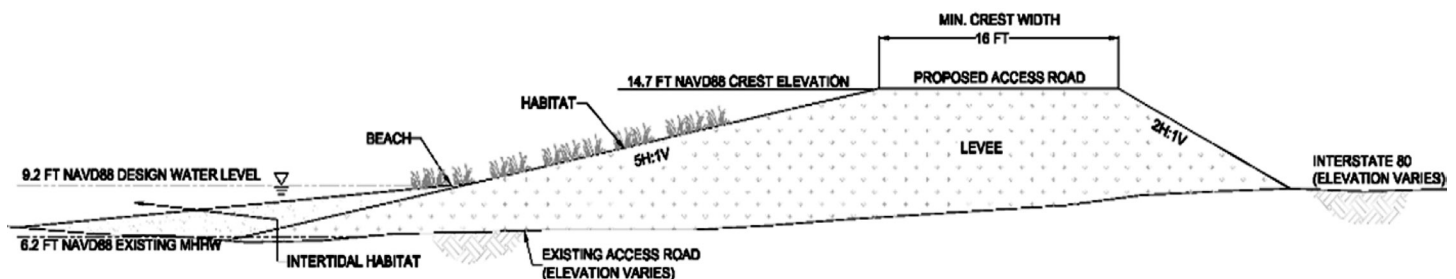 MIN. CREST WIDTH
16 FT
14.7 FT NAVD88 CREST ELEVATION
PROPOSED ACCESS ROAD
HABITAT
BEACH
5H:1V
2H:1V
LEVEE
9.2 FT NAVD88 DESIGN WATER LEVEL
INTERSTATE 80
(ELEVATION VARIES)
6.2 FT NAVD88 EXISTING MHHW
INTERTIDAL HABITAT
EXISTING ACCESS ROAD
(ELEVATION VARIES)